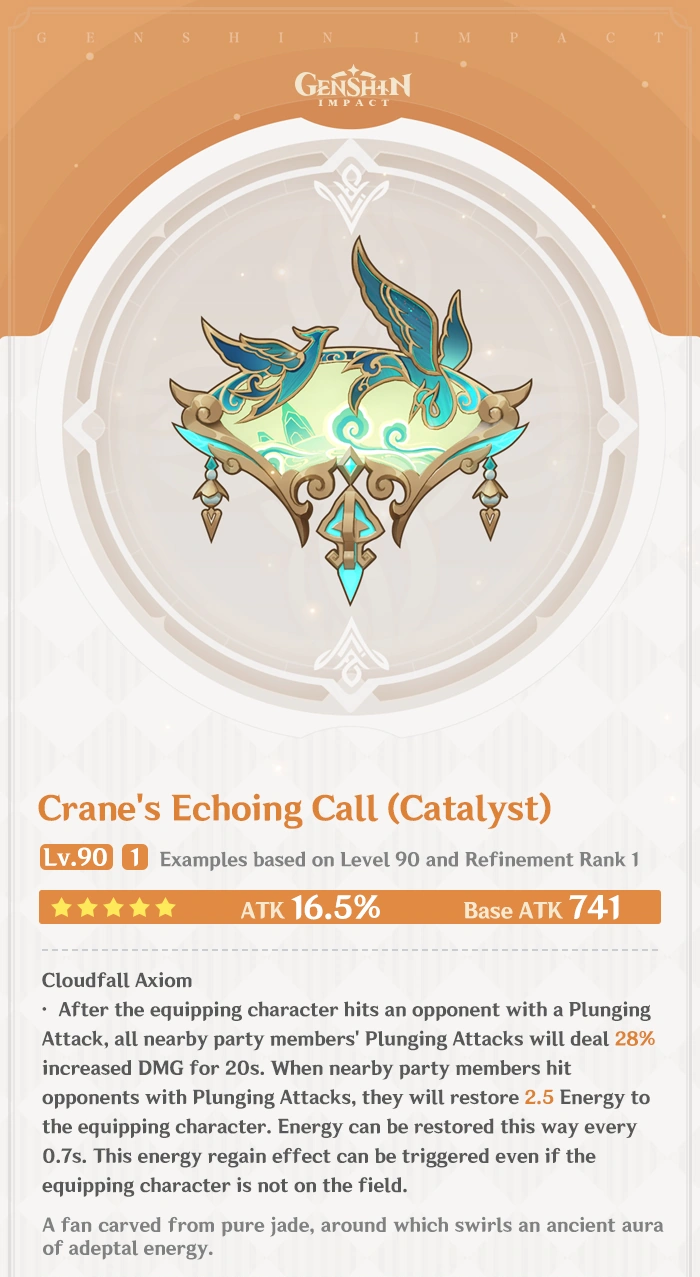 GENSHIN IMPACT
GENSHIN
IMPACT
Crane's Echoing Call (Catalyst)
Lv.90 1 Examples based on Level 90 and Refinement Rank 1
ATK 16.5% Base ATK 741
Cloudfall Axiom
· After the equipping character hits an opponent with a Plunging
Attack, all nearby party members' Plunging Attacks will deal 28%
increased DMG for 20s. When nearby party members hit
opponents with Plunging Attacks, they will restore 2.5 Energy to
the equipping character. Energy can be restored this way every
0.7s. This energy regain effect can be triggered even if the
equipping character is not on the field.
A fan carved from pure jade, around which swirls an ancient aura
of adeptal energy.